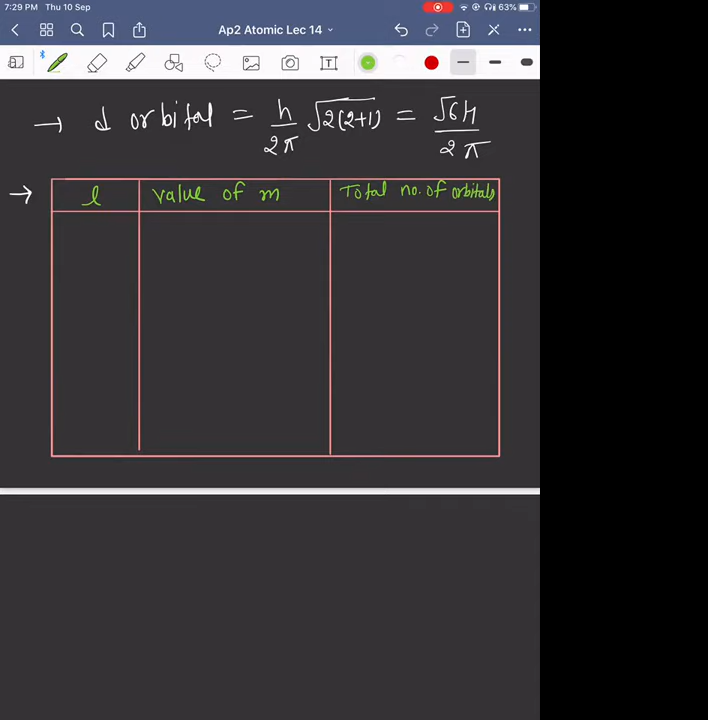 7:29 PM Thu 10 Sep 63%
Ap2 Atomic Lec 14
T
→ d orbital = h/2π √2(2+1) = √6h/2π
→ l value of m Total no. of orbitals